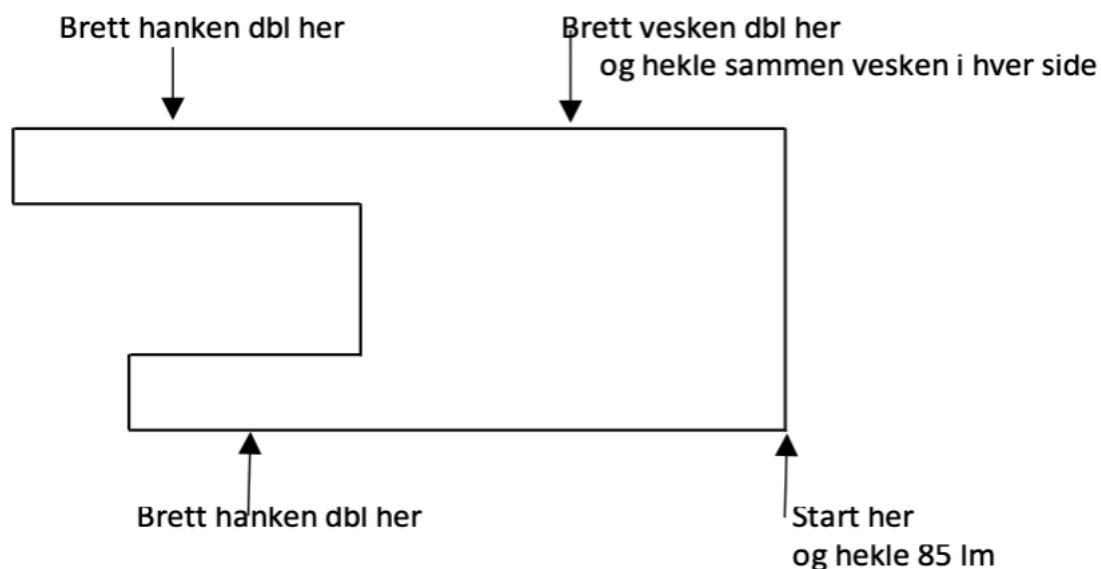 Brett hanken dbl her
Brett vesken dbl her
og hekle sammen vesken i hver side
Brett hanken dbl her
Start her
og hekle 85 lm